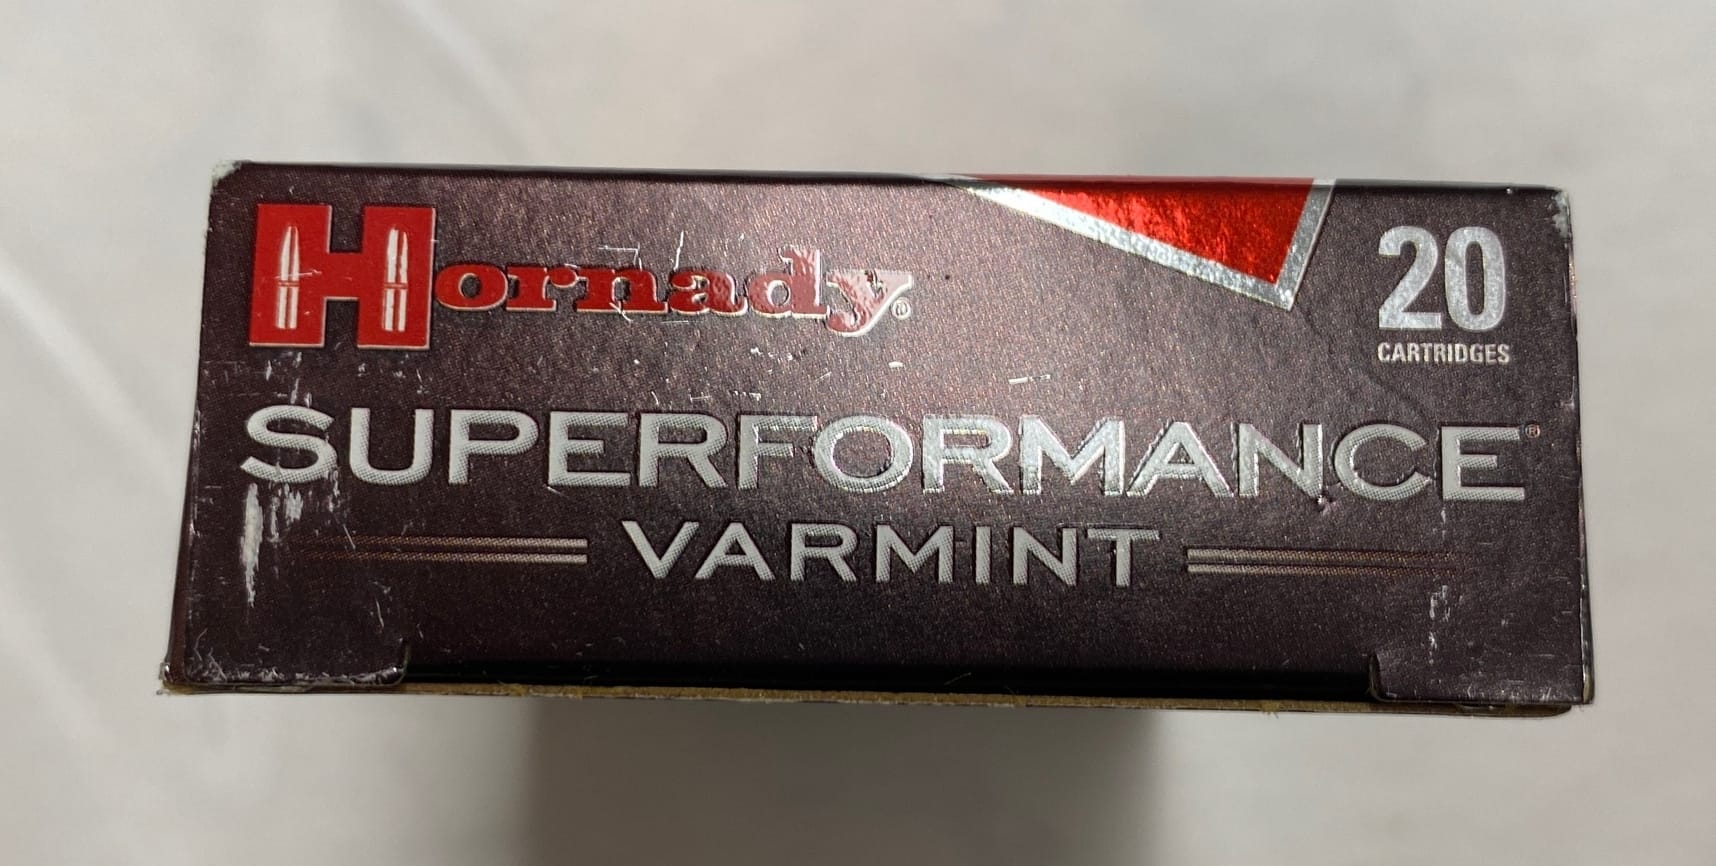 Hornady®
20
CARTRIDGES
SUPERFORMANCE®
VARMINT